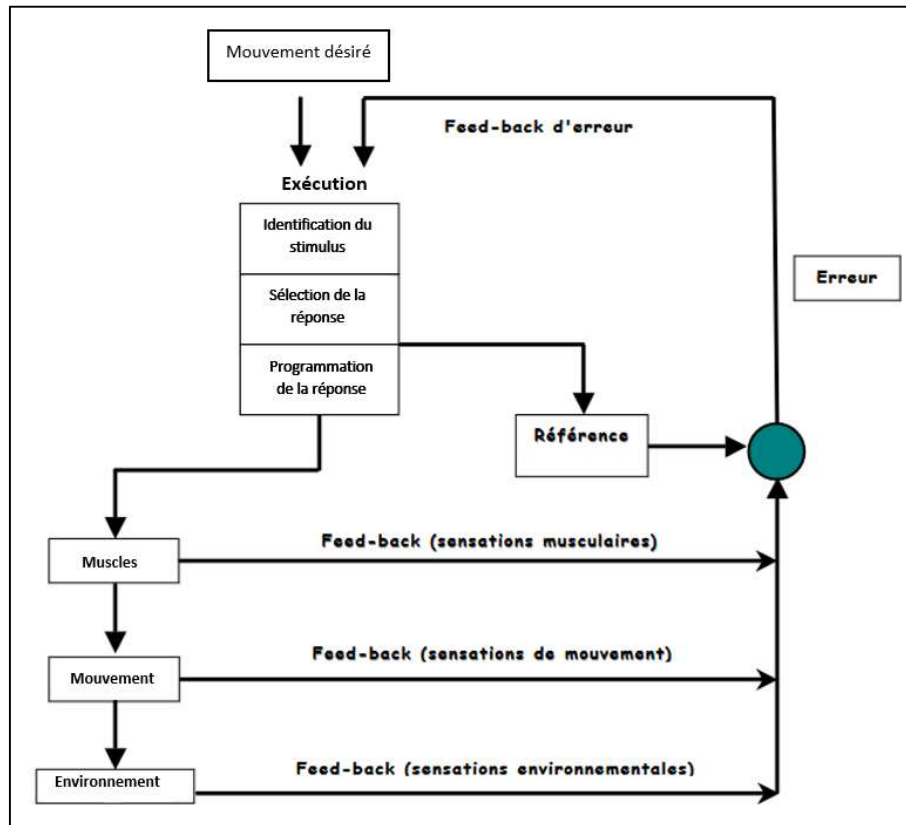 Mouvement désiré
Feed-back d'erreur
Exécution
Identification du
stimulus
Erreur
Sélection de la
réponse
Programmation
de la réponse
Référence
Feed-back (sensations musculaires)
Muscles
Feed-back (sensations de mouvement)
Mouvement
Feed-back (sensations environnementales)
Environnement